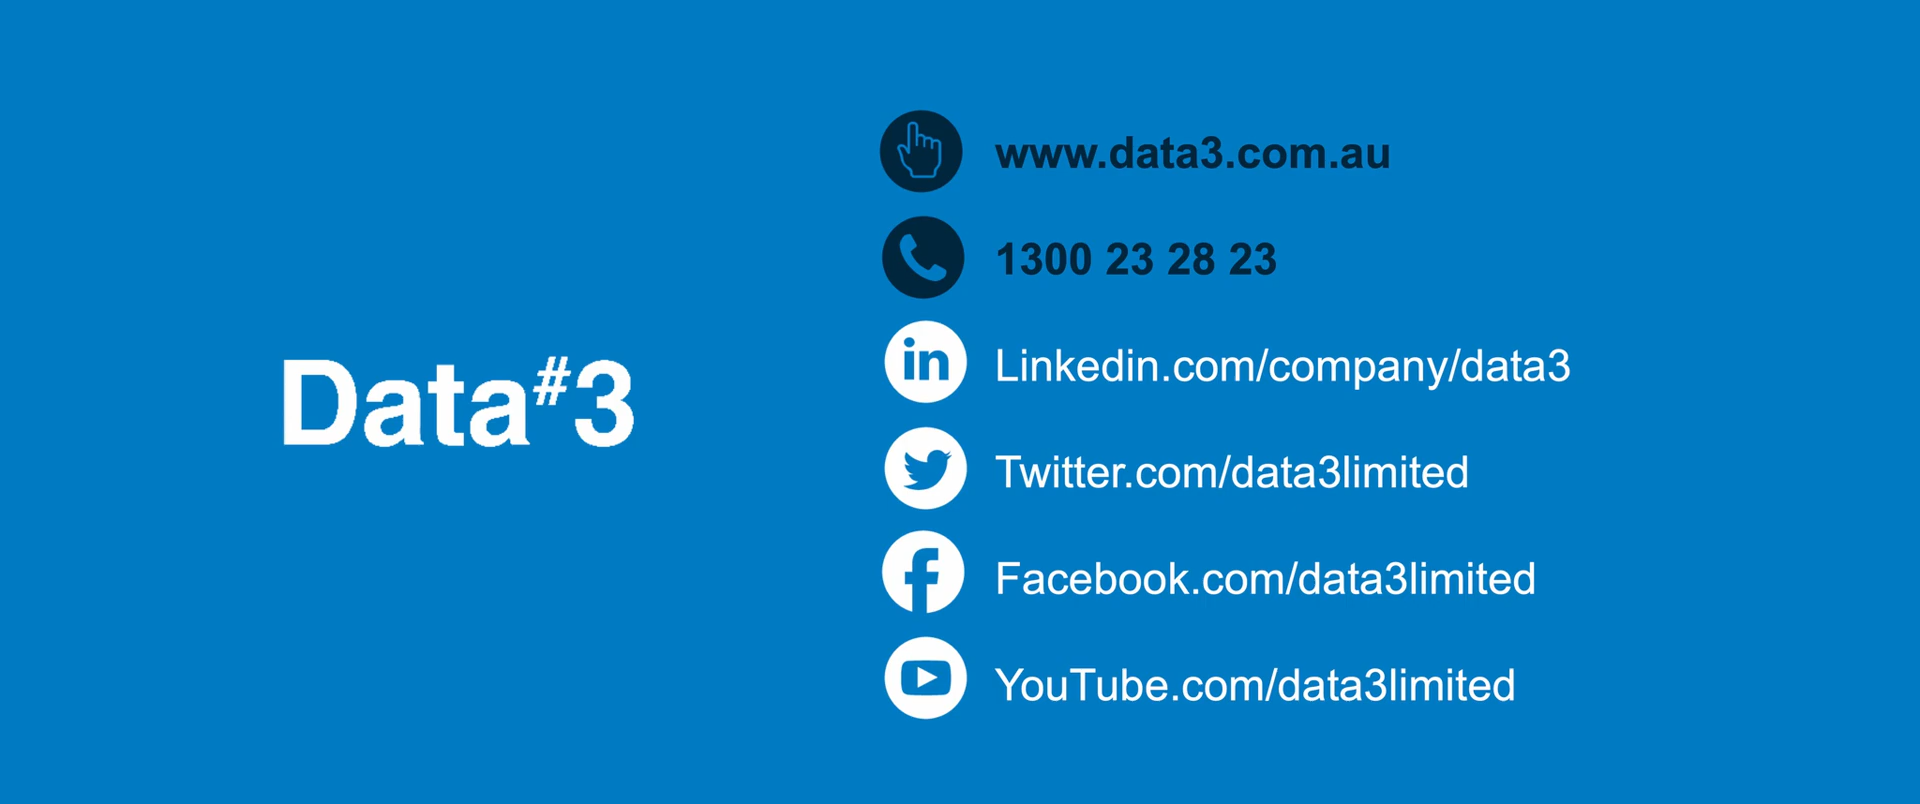 Data#3
www.data3.com.au
1300 23 28 23
Linkedin.com/company/data3
Twitter.com/data3limited
Facebook.com/data3limited
YouTube.com/data3limited